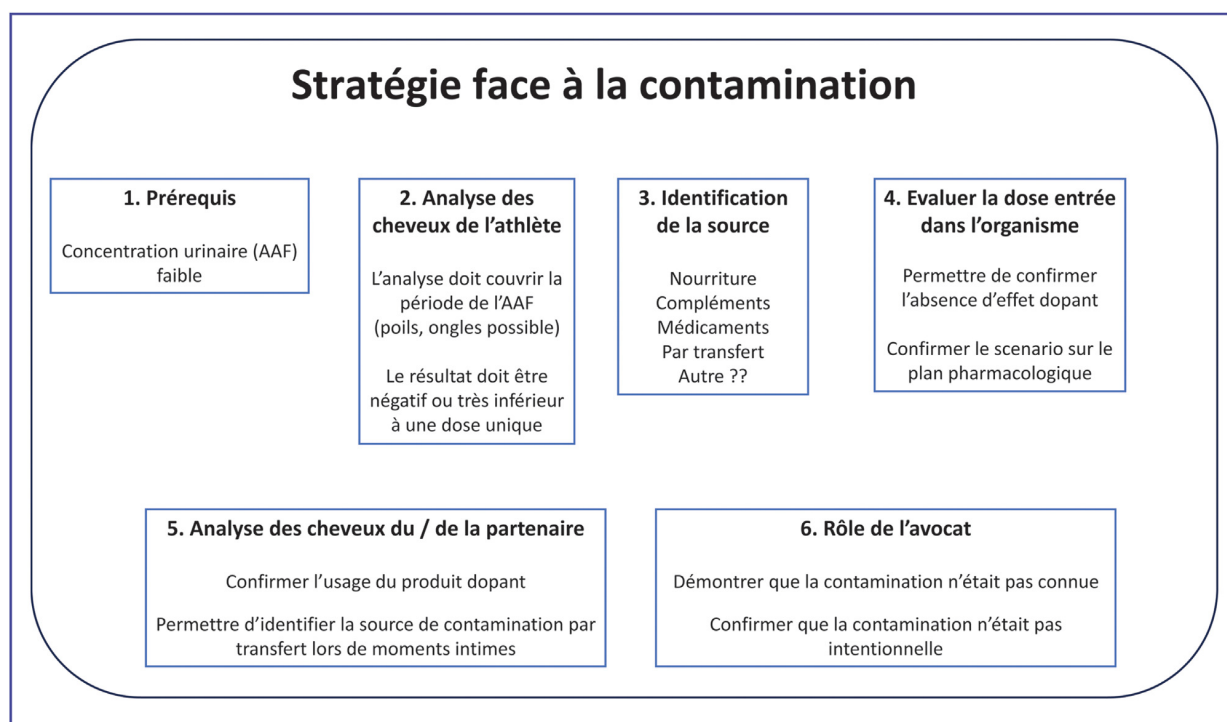 Stratégie face à la contamination
1. Prérequis
Concentration urinaire (AAF)
faible
2. Analyse des
cheveux de l’athlète
L’analyse doit couvrir la
période de l’AAF
(poils, ongles possible)
Le résultat doit être
négatif ou très inférieur
à une dose unique
3. Identification
de la source
Nourriture
Compléments
Médicaments
Par transfert
Autre ??
4. Evaluer la dose entrée
dans l’organisme
Permettre de confirmer
l’absence d’effet dopant
Confirmer le scenario sur le
plan pharmacologique
5. Analyse des cheveux du / de la partenaire
Confirmer l’usage du produit dopant
Permettre d’identifier la source de contamination par
transfert lors de moments intimes
6. Rôle de l’avocat
Démontrer que la contamination n’était pas connue
Confirmer que la contamination n’était pas
intentionnelle